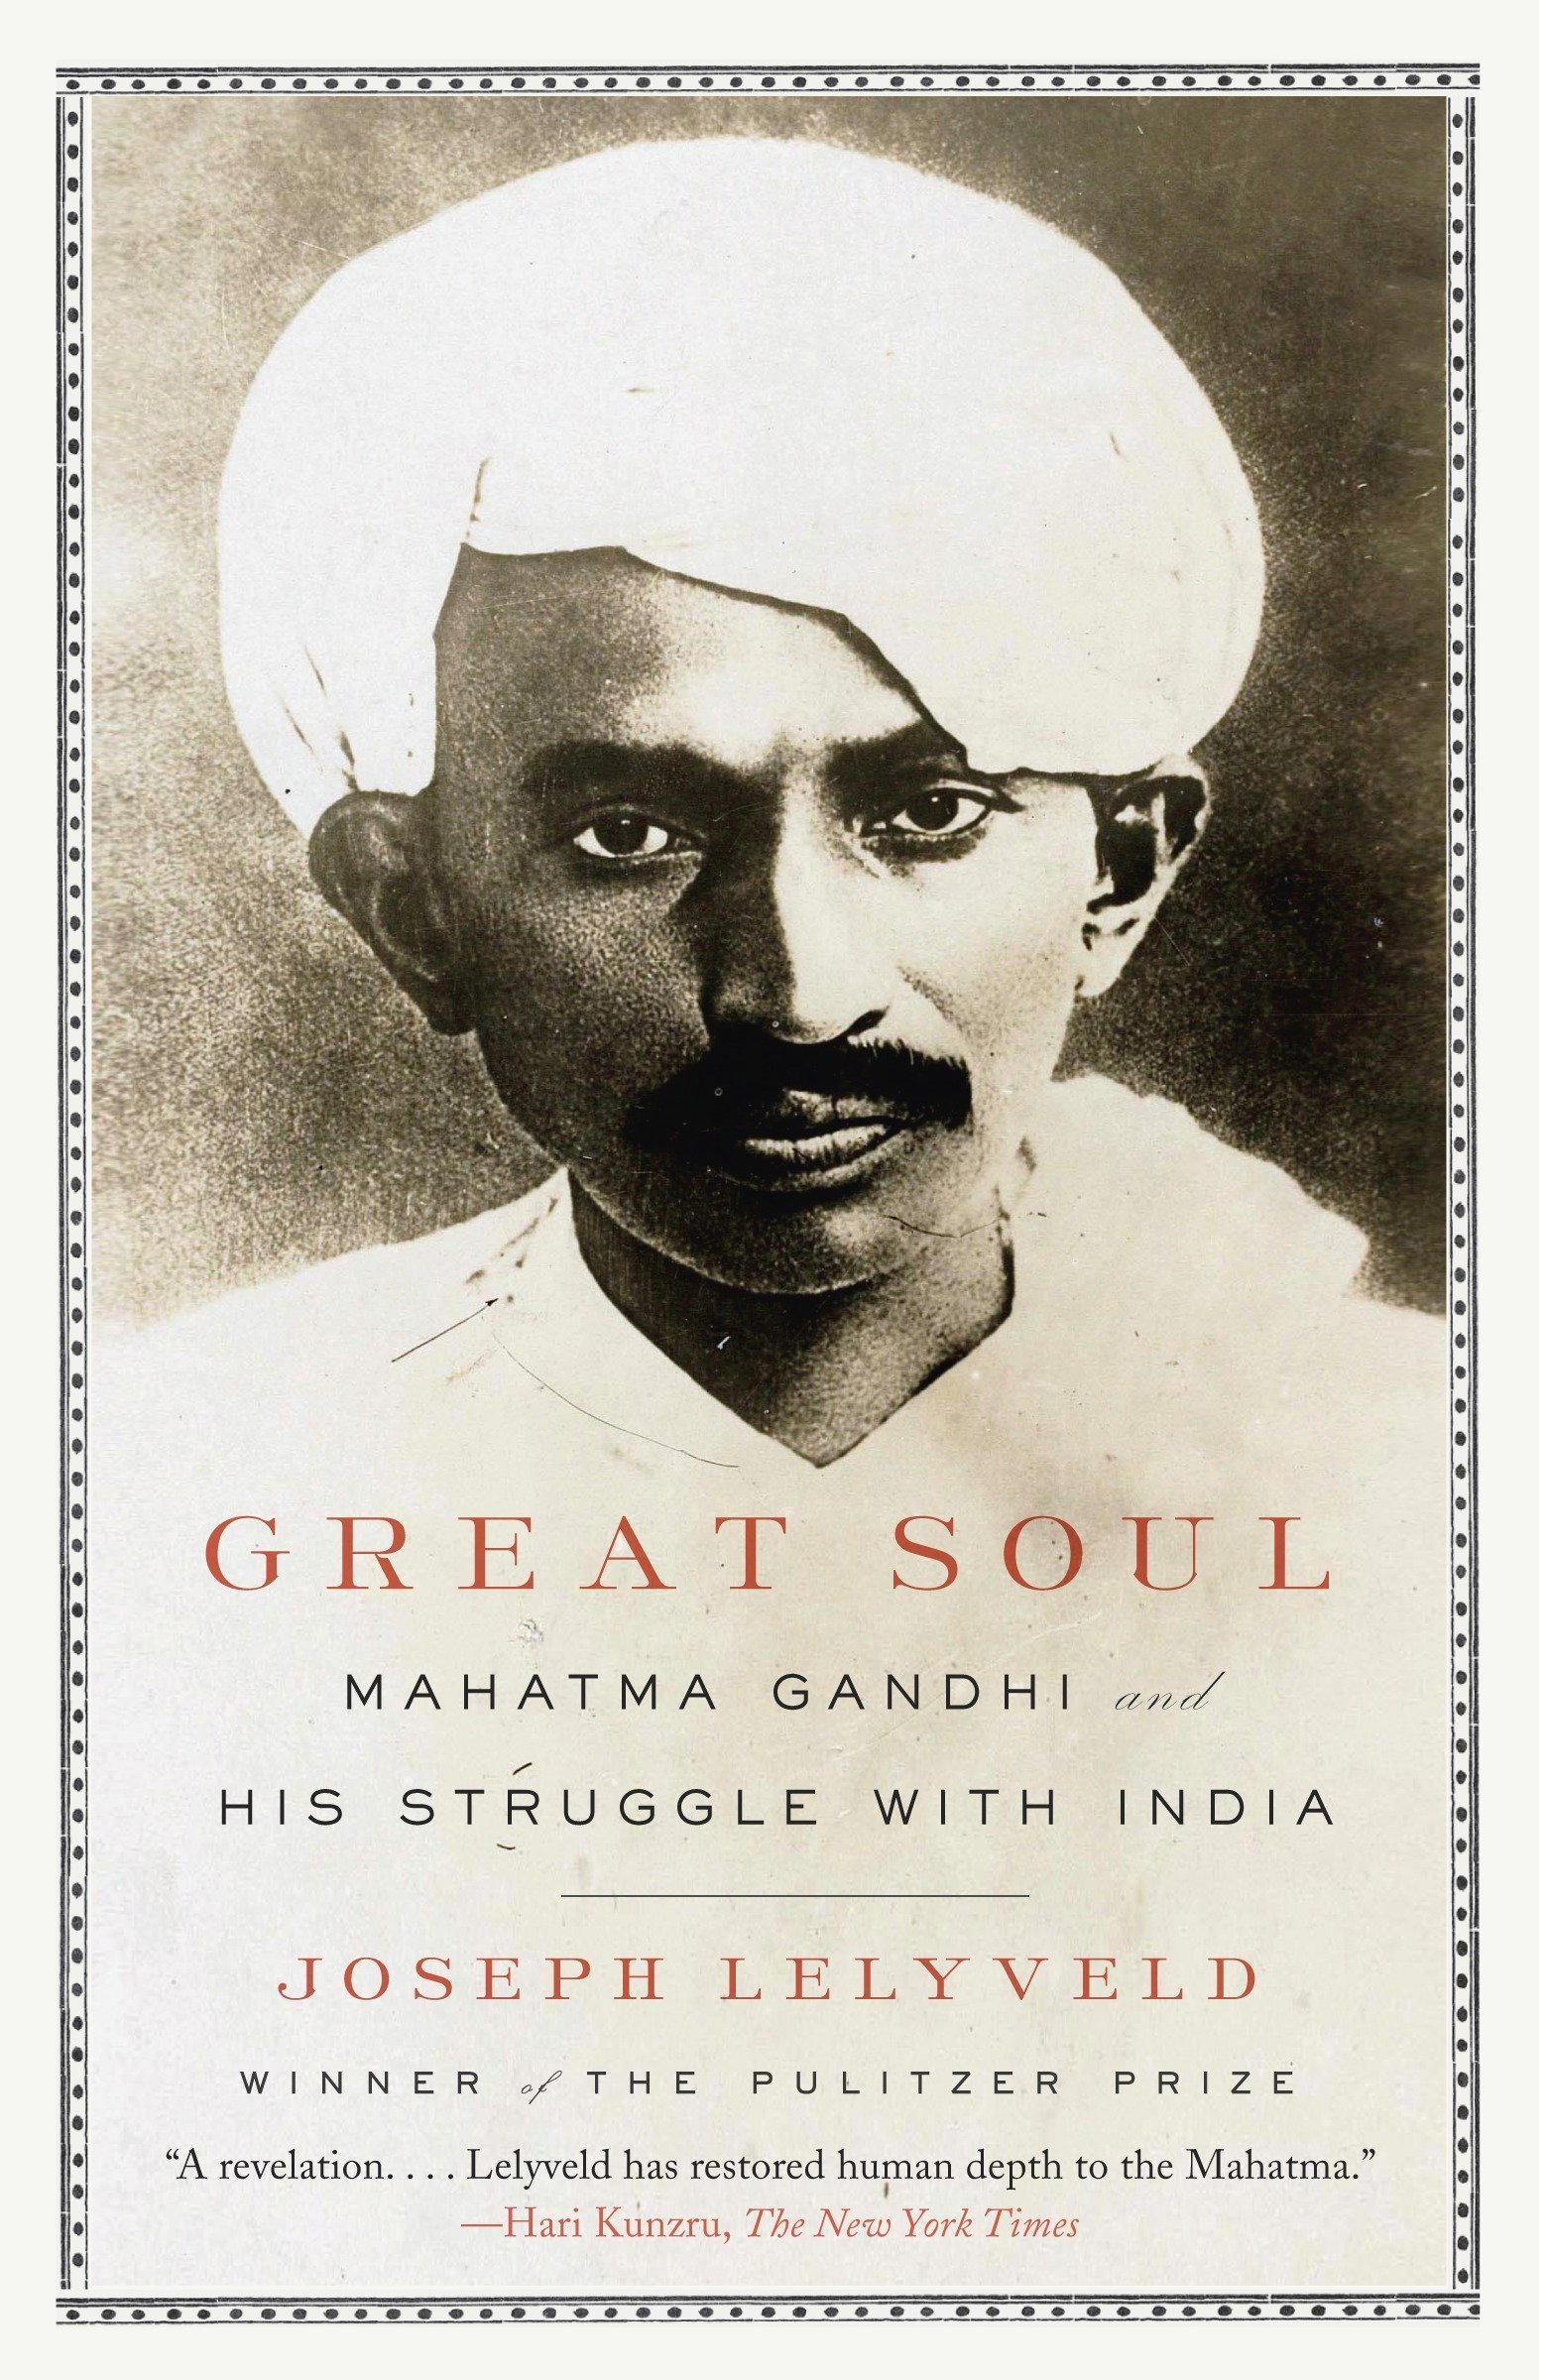 GREAT SOUL
MAHATMA GANDHI and
HIS STRUGGLE WITH INDIA
JOSEPH LELYVELD
WINNER of THE PULITZER PRIZE
“A revelation. . . . Lelyveld has restored human depth to the Mahatma.”
—Hari Kunzru, The New York Times